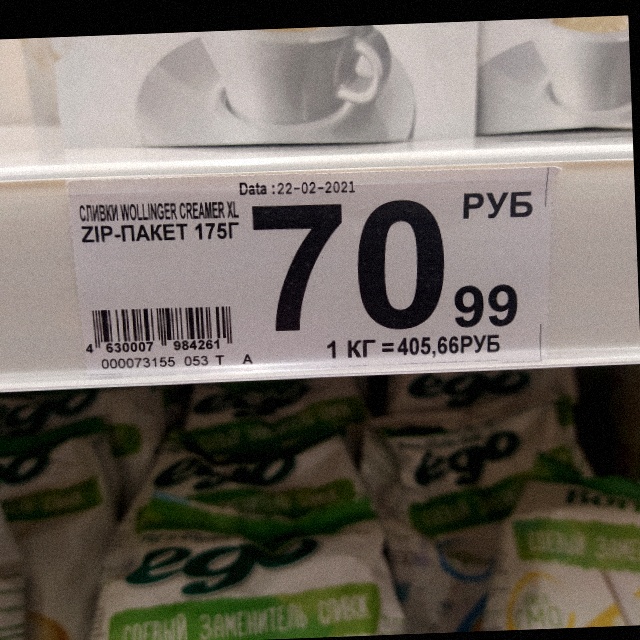 Data :22-02-2021
СЛИВКИ WOLLINGER CREAMER XL
ZIP-ПАКЕТ 175Г
70 99
РУБ
4 630007 984261
000073155 053 Т А
1 КГ =405,66РУБ
ego
ego
ego
ego
ego
СОЕВЫЙ ЗАМЕНИТЕЛЬ СЛИВ